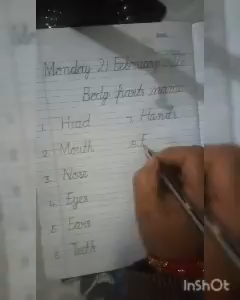 Monday 21 February
Body parts name
1. Head
2. Mouth
3. Nose
4. Eyes
5. Ears
6. Teeth
7. Hands
8. F
InShOt